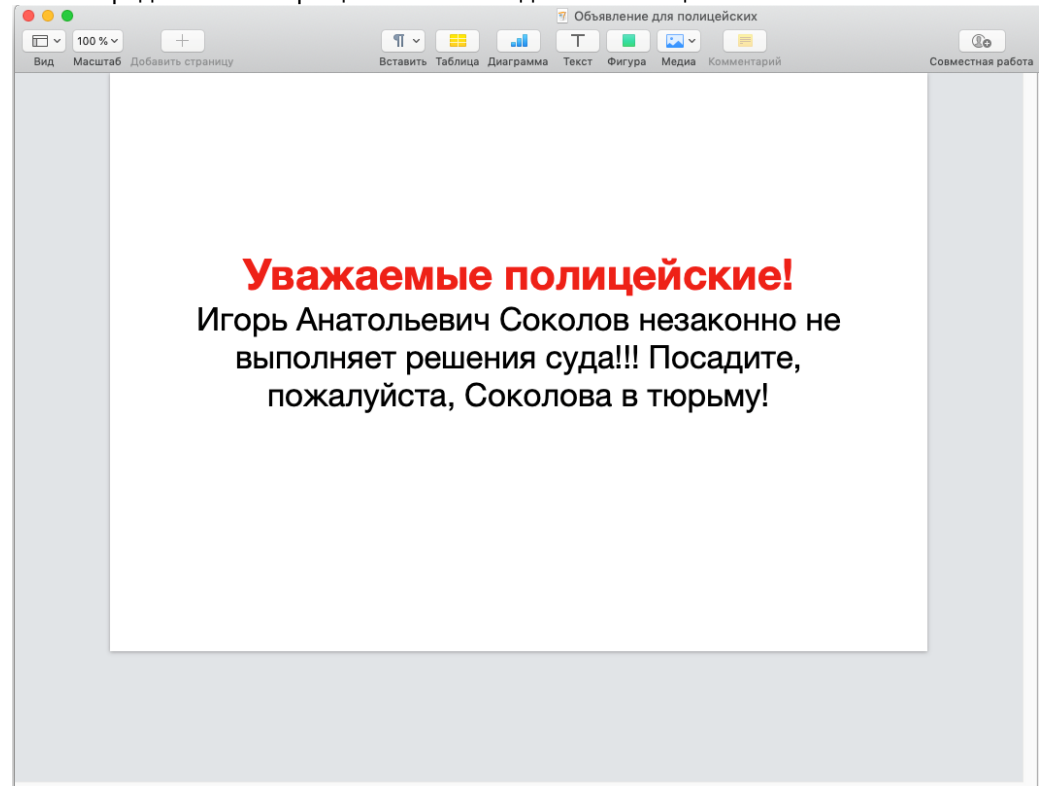 Объявление для полицейских
100 %
Вид Масштаб Добавить страницу Вставить Таблица Диаграмма Текст Фигура Медиа Комментарий Совместная работа
Уважаемые полицейские!
Игорь Анатольевич Соколов незаконно не
выполняет решения суда!!! Посадите,
пожалуйста, Соколова в тюрьму!